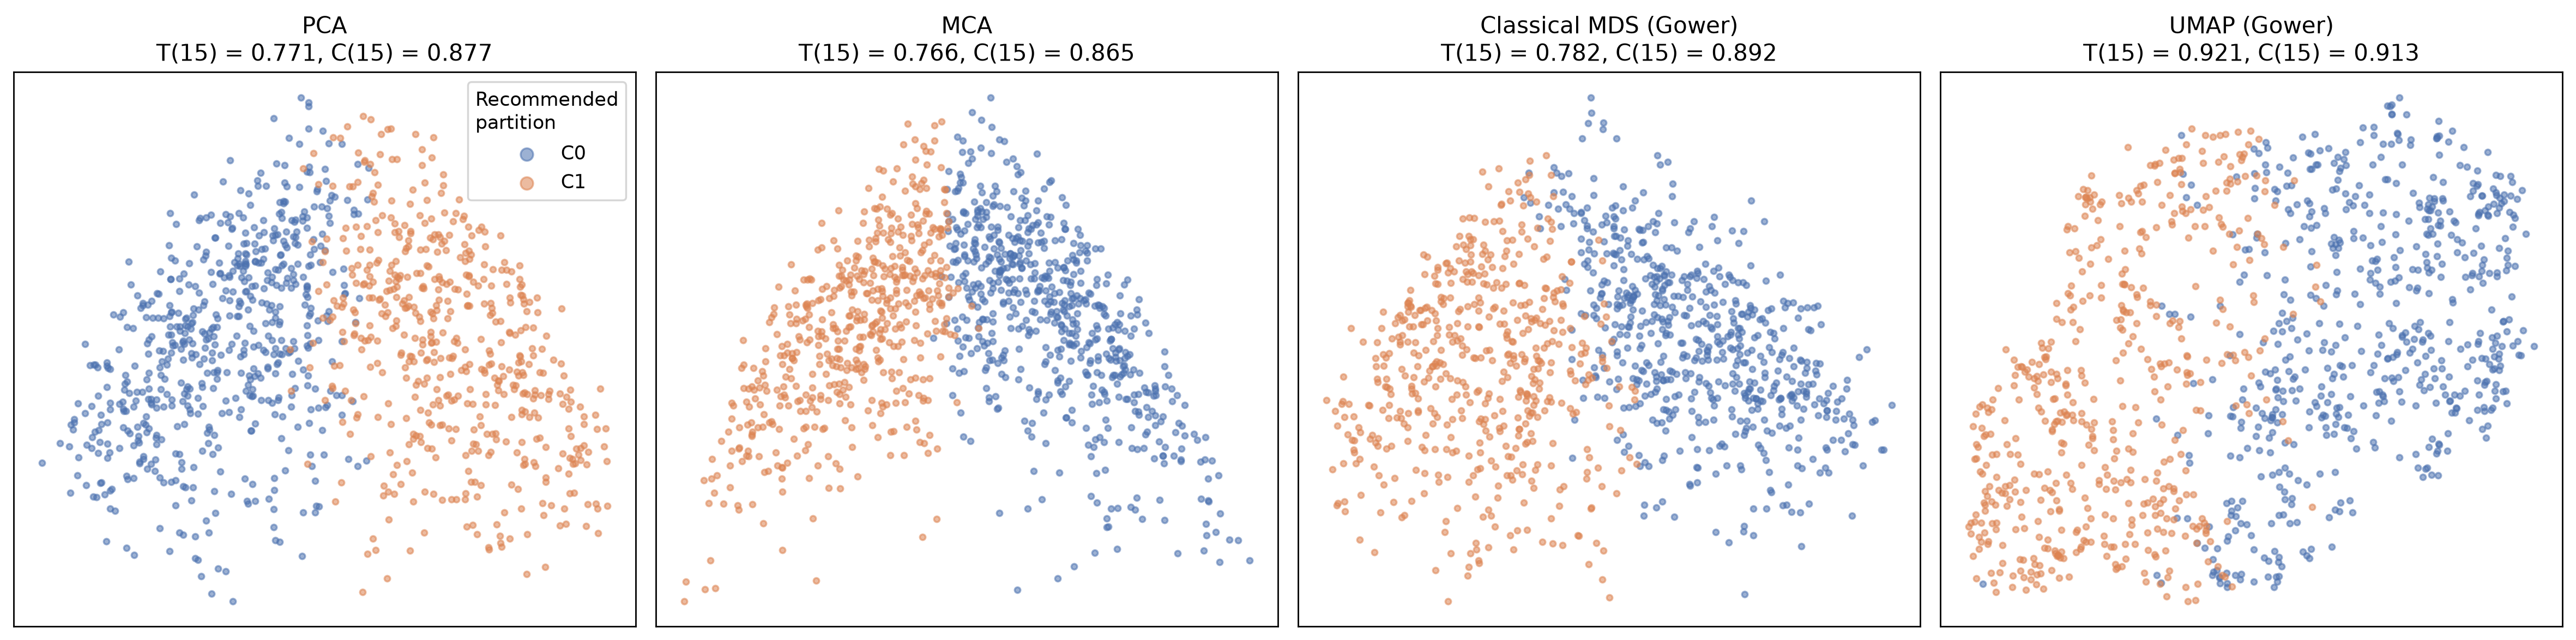 PCA
T(15) = 0.771, C(15) = 0.877
Recommended
partition
C0
C1
MCA
T(15) = 0.766, C(15) = 0.865
Classical MDS (Gower)
T(15) = 0.782, C(15) = 0.892
UMAP (Gower)
T(15) = 0.921, C(15) = 0.913